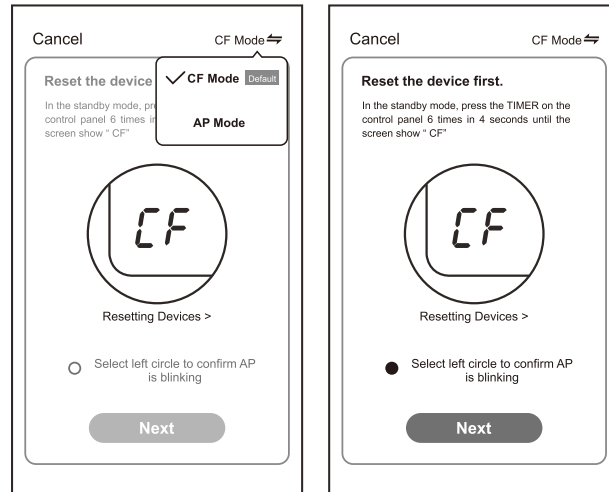 Cancel
CF Mode
Reset the device
CF Mode Default
AP Mode
In the standby mode, pre
control panel 6 times in
screen show “ CF”
CF
Resetting Devices >
Select left circle to confirm AP
is blinking
Next
Cancel
CF Mode
Reset the device first.
In the standby mode, press the TIMER on the
control panel 6 times in 4 seconds until the
screen show “ CF”
CF
Resetting Devices >
Select left circle to confirm AP
is blinking
Next